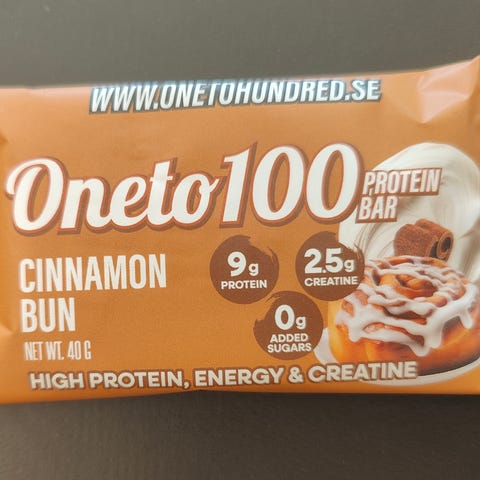 WWW.ONETOHUNDRED.SE
Oneto100
PROTEIN
BAR
CINNAMON
BUN
NET WT. 40 G
9g
PROTEIN
2.5g
CREATINE
0g
ADDED
SUGARS
HIGH PROTEIN, ENERGY & CREATINE